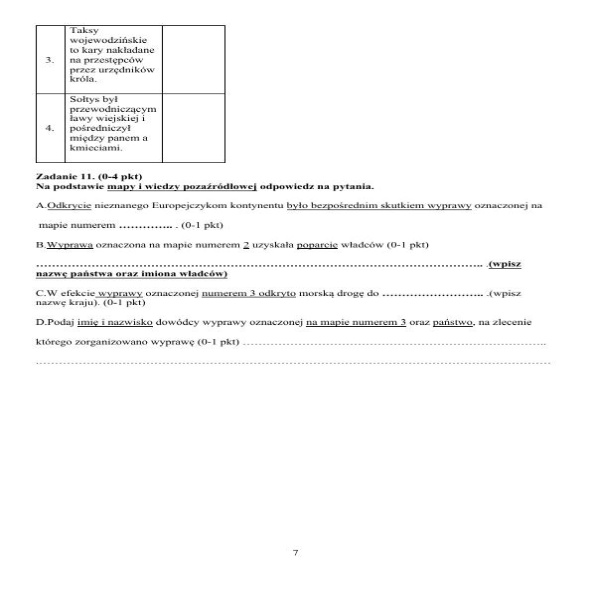 3.
Taksy
wojewodzińskie
to kary nakładane
na przestępców
przez urzędników
króla.
4.
Sołtys był
przewodniczącym
ławy wiejskiej i
pośredniczył
między panem a
kmieciami.
Zadanie 11. (0-4 pkt)
Na podstawie mapy i wiedzy pozaźródłowej odpowiedz na pytania.
A.Odkrycie nieznanego Europejczykom kontynentu było bezpośrednim skutkiem wyprawy oznaczonej na
mapie numerem ………….. . (0-1 pkt)
B.Wyprawa oznaczona na mapie numerem 2 uzyskała poparcie władców (0-1 pkt)
………………………………………………………………………………………………….. .(wpisz
nazwę państwa oraz imiona władców)
C.W efekcie wyprawy oznaczonej numerem 3 odkryto morską drogę do …………………….. .(wpisz
nazwę kraju). (0-1 pkt)
D.Podaj imię i nazwisko dowódcy wyprawy oznaczonej na mapie numerem 3 oraz państwo, na zlecenie
którego zorganizowano wyprawę (0-1 pkt) …………………………………………………………………..
……………………………………………………………………………………………………………………
7